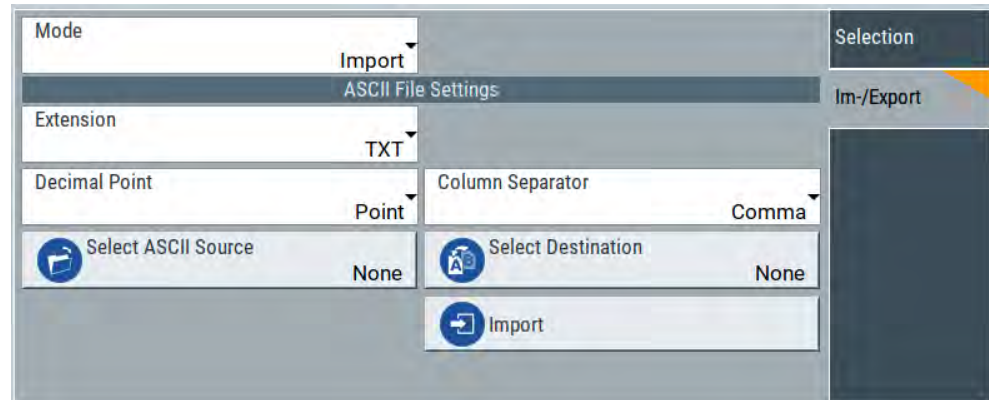 Mode
Selection
Import
ASCII File Settings
Im-/Export
Extension
TXT
Decimal Point
Column Separator
Point
Comma
Select ASCII Source
Select Destination
None
None
Import